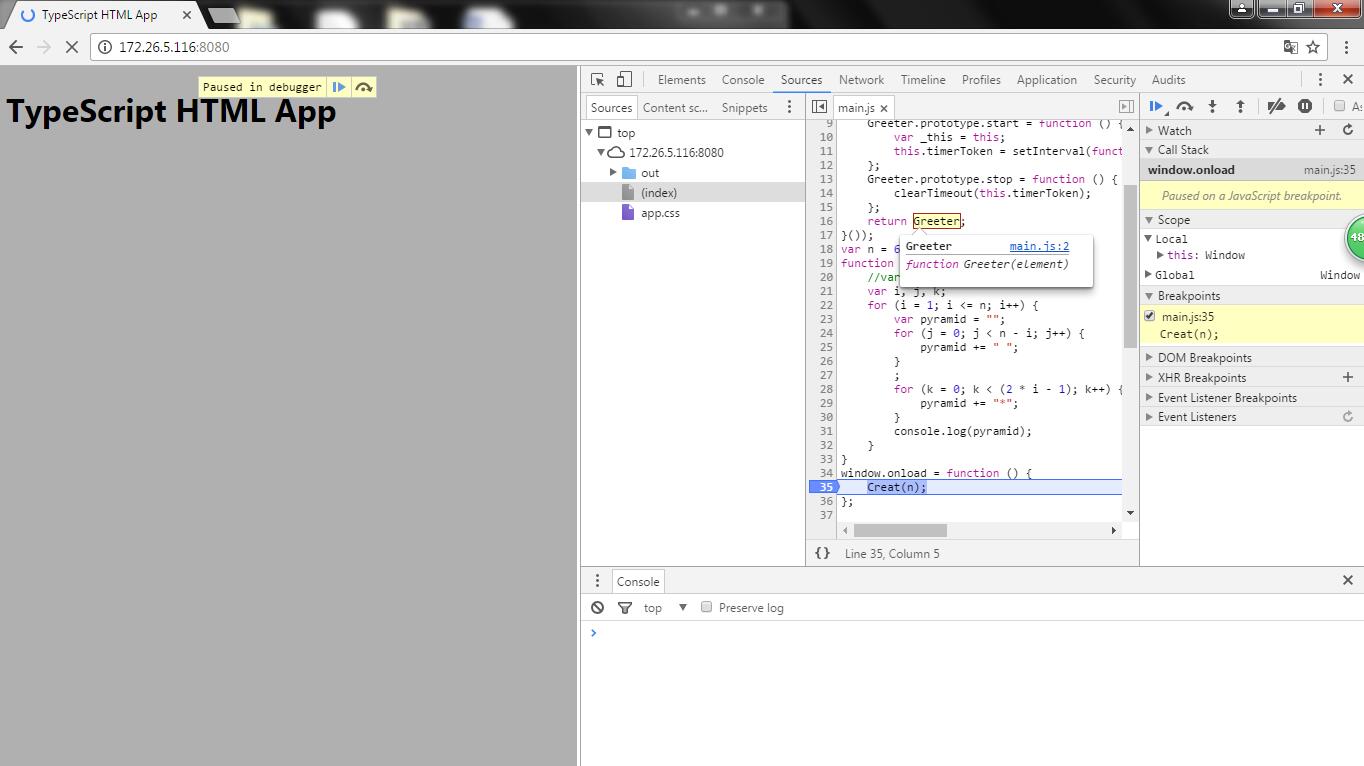 TypeScript HTML App
172.26.5.116:8080
Paused in debugger
TypeScript HTML App
Elements Console Sources Network Timeline Profiles Application Security Audits
Sources Content sc... Snippets
top
172.26.5.116:8080
out
(index)
app.css
main.js
9 Greeter.prototype.start = function () {
10 var _this = this;
11 this.timerToken = setInterval(funct
12 };
13 Greeter.prototype.stop = function () {
14 clearTimeout(this.timerToken);
15 };
16 return Greeter;
17 }());
18 var n = 6
19 function
20 //var
21 var i, j, k;
22 for (i = 1; i <= n; i++) {
23 var pyramid = "";
24 for (j = 0; j < n - i; j++) {
25 pyramid += " ";
26 }
27 ;
28 for (k = 0; k < (2 * i - 1); k++) {
29 pyramid += "*";
30 }
31 console.log(pyramid);
32 }
33 }
34 window.onload = function () {
35 Creat(n);
36 };
37
Greeter main.js:2
function Greeter(element)
{} Line 35, Column 5
As
Watch
Call Stack
window.onload main.js:35
Paused on a JavaScript breakpoint.
Scope
Local
this: Window
Global Window
Breakpoints
main.js:35
Creat(n);
DOM Breakpoints
XHR Breakpoints
Event Listener Breakpoints
Event Listeners
48
Console
top Preserve log